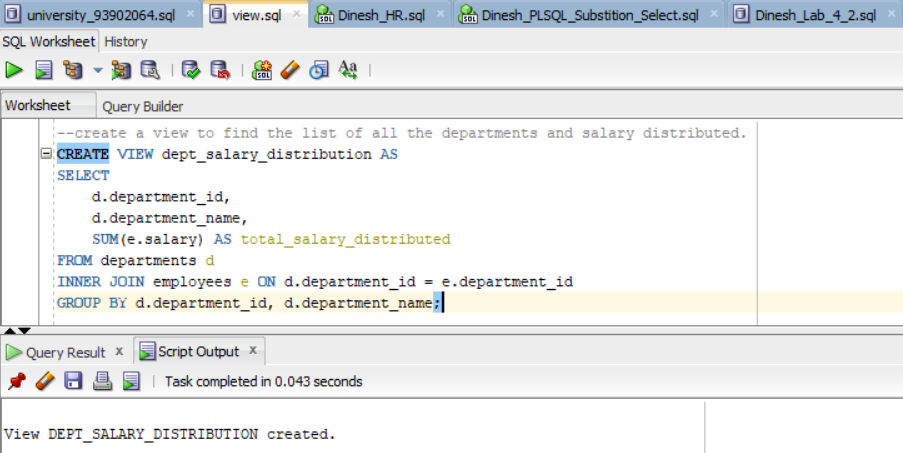 university_93902064.sql × view.sql × Dinesh_HR.sql × Dinesh_PLSQL_Substition_Select.sql × Dinesh_Lab_4_2.sql ×
SQL Worksheet History
Worksheet Query Builder
--create a view to find the list of all the departments and salary distributed.
CREATE VIEW dept_salary_distribution AS
SELECT
d.department_id,
d.department_name,
SUM(e.salary) AS total_salary_distributed
FROM departments d
INNER JOIN employees e ON d.department_id = e.department_id
GROUP BY d.department_id, d.department_name;
Query Result x Script Output x
Task completed in 0.043 seconds
View DEPT_SALARY_DISTRIBUTION created.